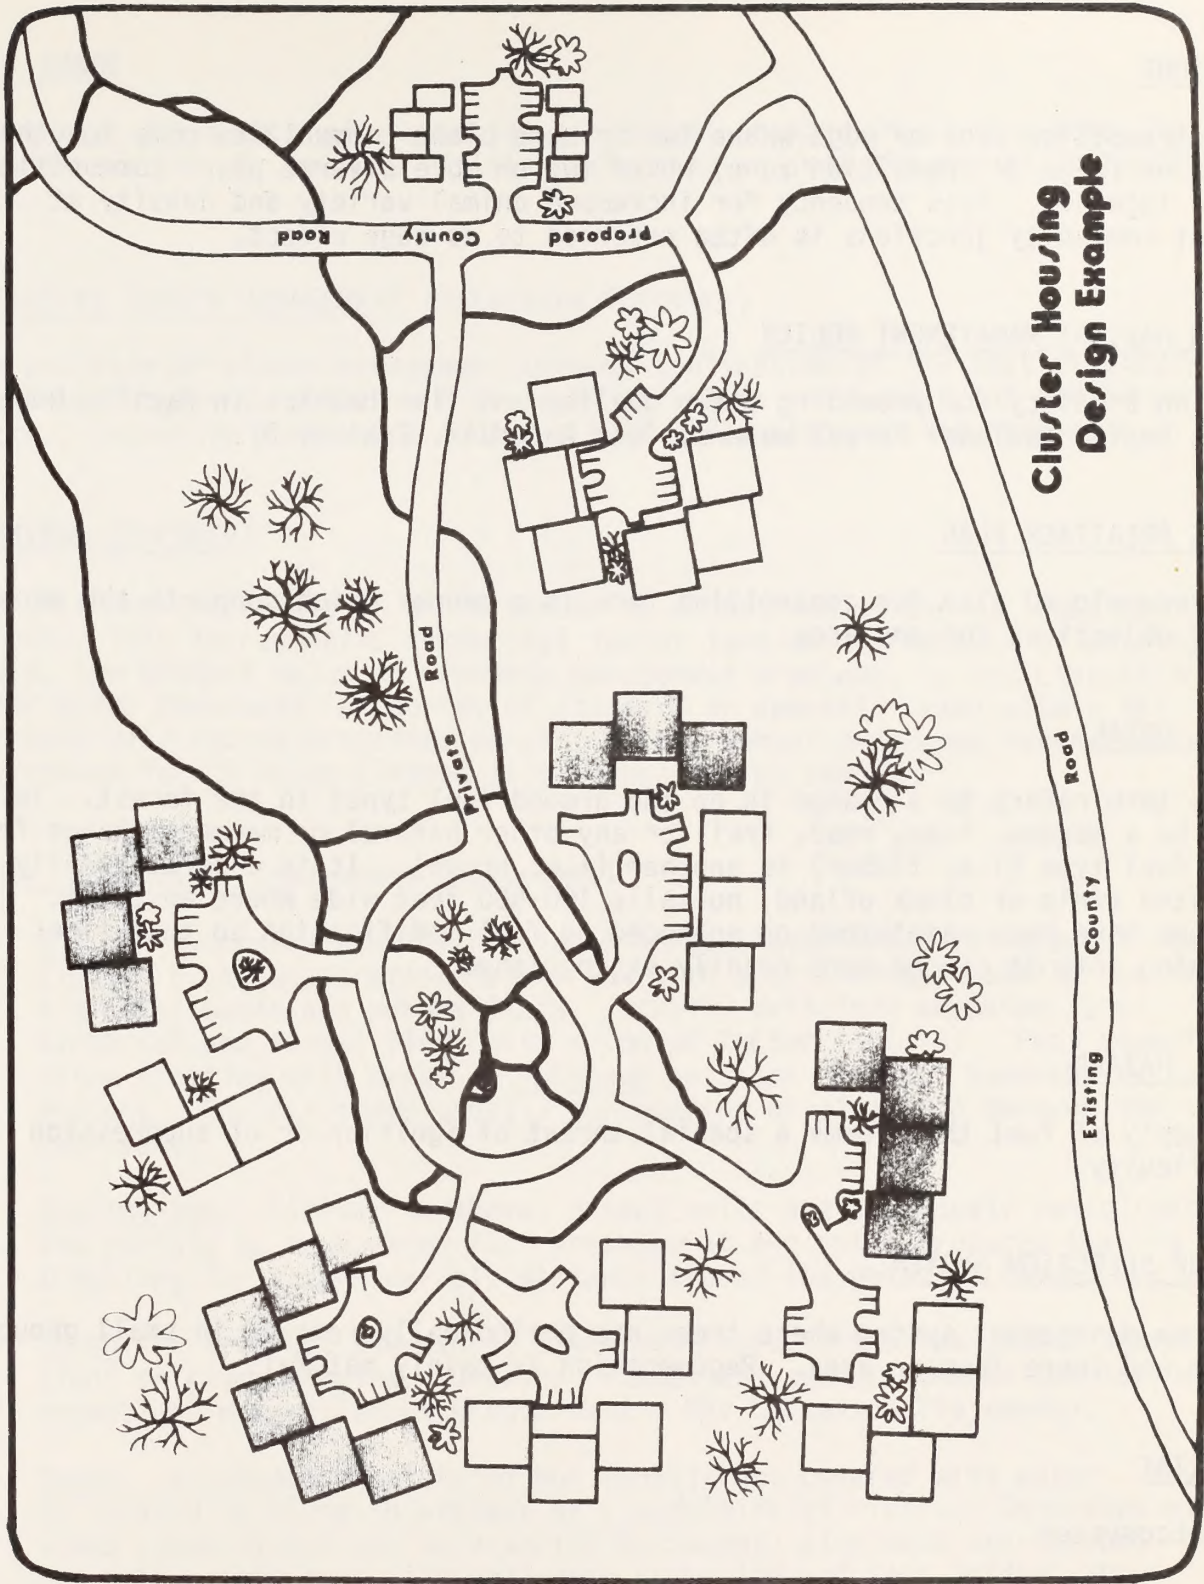 Cluster Housing
Design Example
Proposed County Road
Private Road
Existing County Road